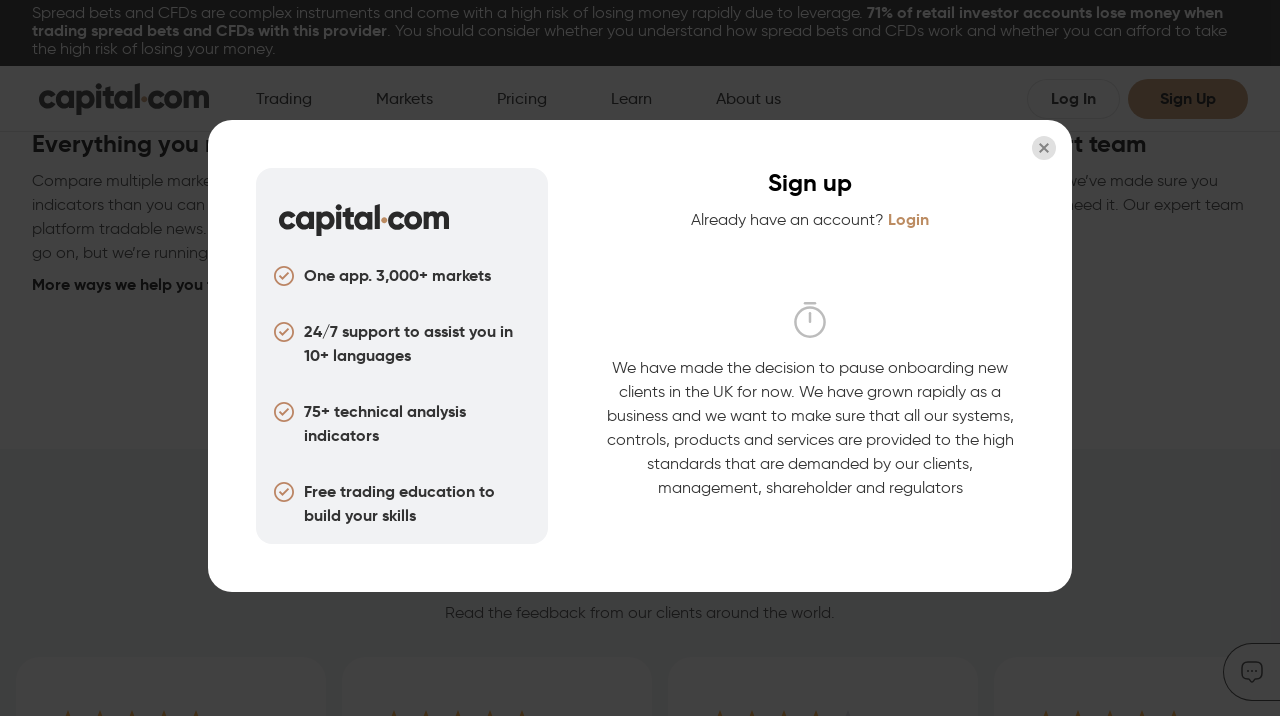 Spread bets and CFDs are complex instruments and come with a high risk of losing money rapidly due to leverage. 71% of retail investor accounts lose money when
trading spread bets and CFDs with this provider. You should consider whether you understand how spread bets and CFDs work and whether you can afford to take
the high risk of losing your money.
capital.com
Trading
Markets
Pricing
Learn
About us
Log In
Sign Up
Everything you
team
Compare multiple
we've made sure you
indicators than you can
need it. Our expert team
platform tradable news.
go on, but we're running
More ways we help you
capital.com
One app. 3,000+ markets
24/7 support to assist you in
10+ languages
75+ technical analysis
indicators
Free trading education to
build your skills
Sign up
Already have an account? Login
We have made the decision to pause onboarding new
clients in the UK for now. We have grown rapidly as a
business and we want to make sure that all our systems,
controls, products and services are provided to the high
standards that are demanded by our clients,
management, shareholder and regulators
Read the feedback from our clients around the world.